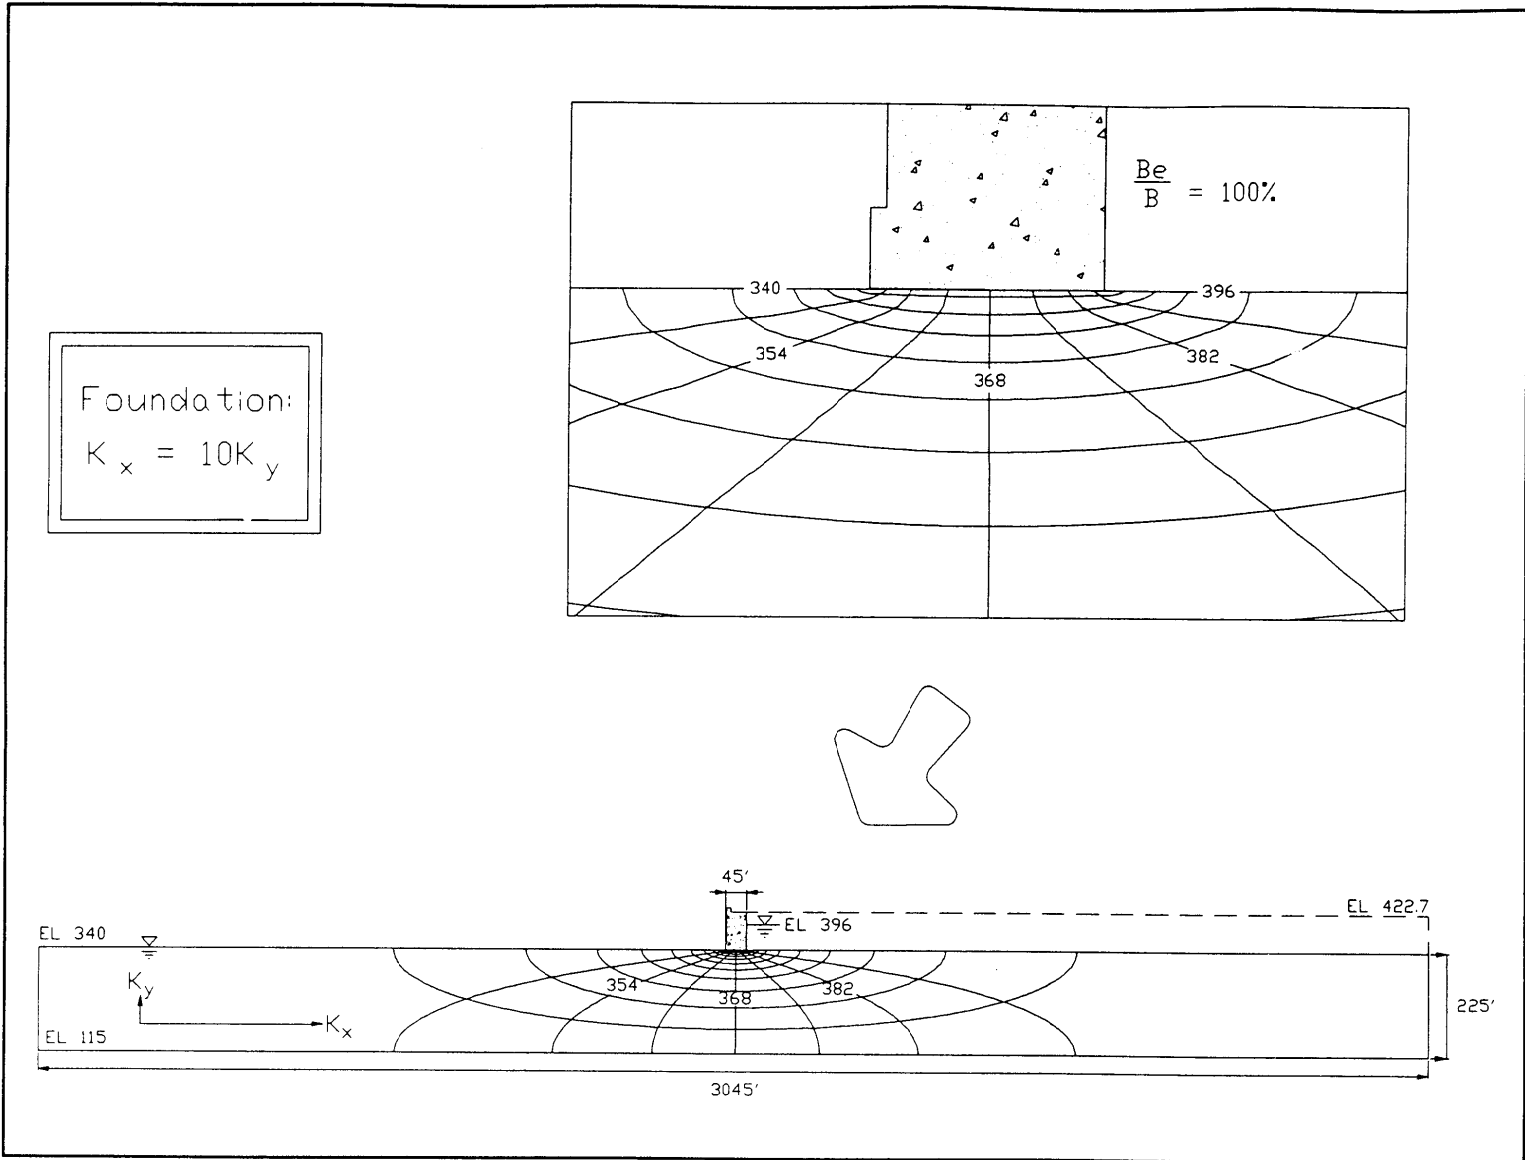 Be
B = 100%
340 396
354 382
368
Foundation:
Kx = 10Ky
45'
EL 422.7
EL 396
EL 340
354 368 382
Ky
Kx
225'
EL 115
3045'